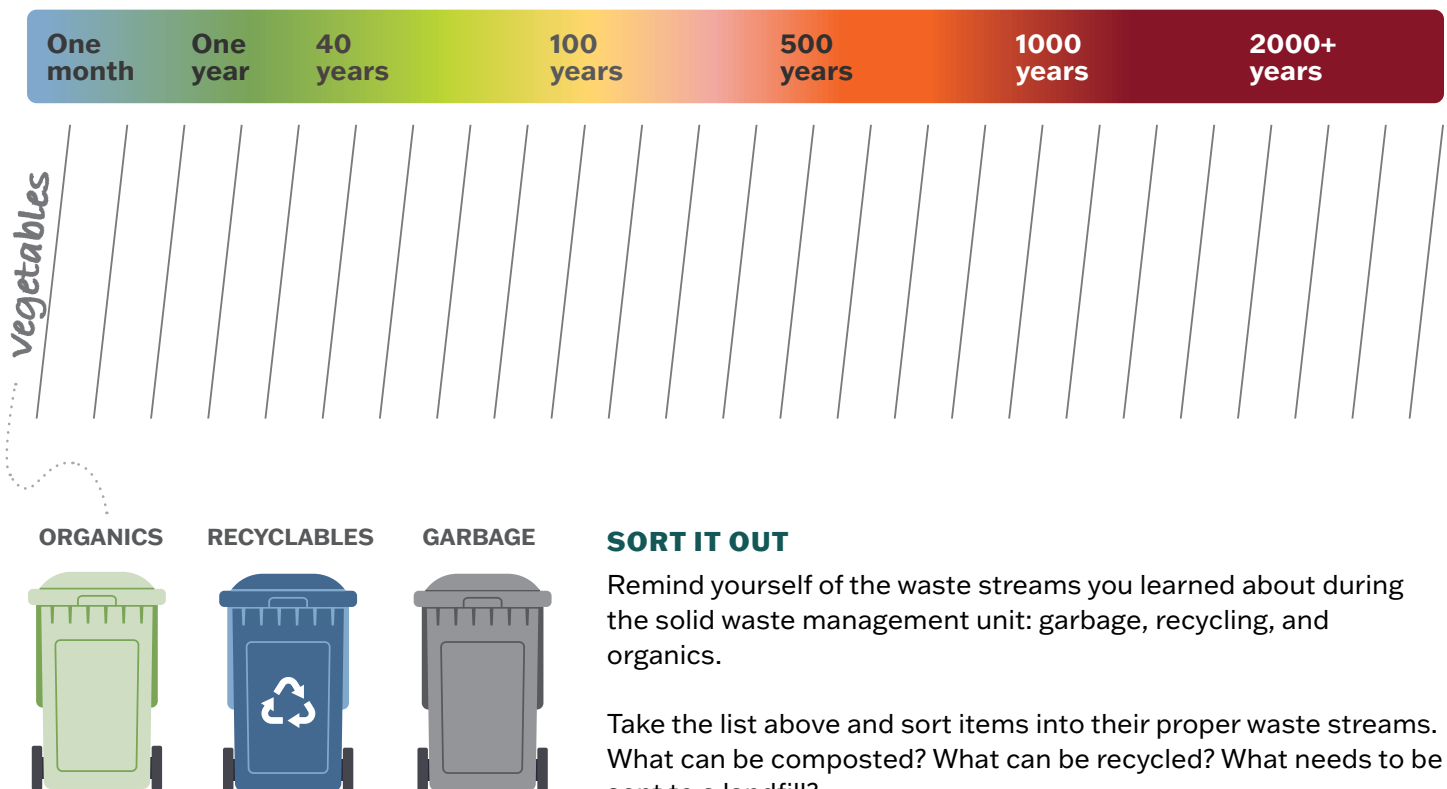 One month
One year
40 years
100 years
500 years
1000 years
2000+ years
vegetables
ORGANICS
RECYCLABLES
GARBAGE
SORT IT OUT
Remind yourself of the waste streams you learned about during
the solid waste management unit: garbage, recycling, and
organics.
Take the list above and sort items into their proper waste streams.
What can be composted? What can be recycled? What needs to be
sent to a landfill?